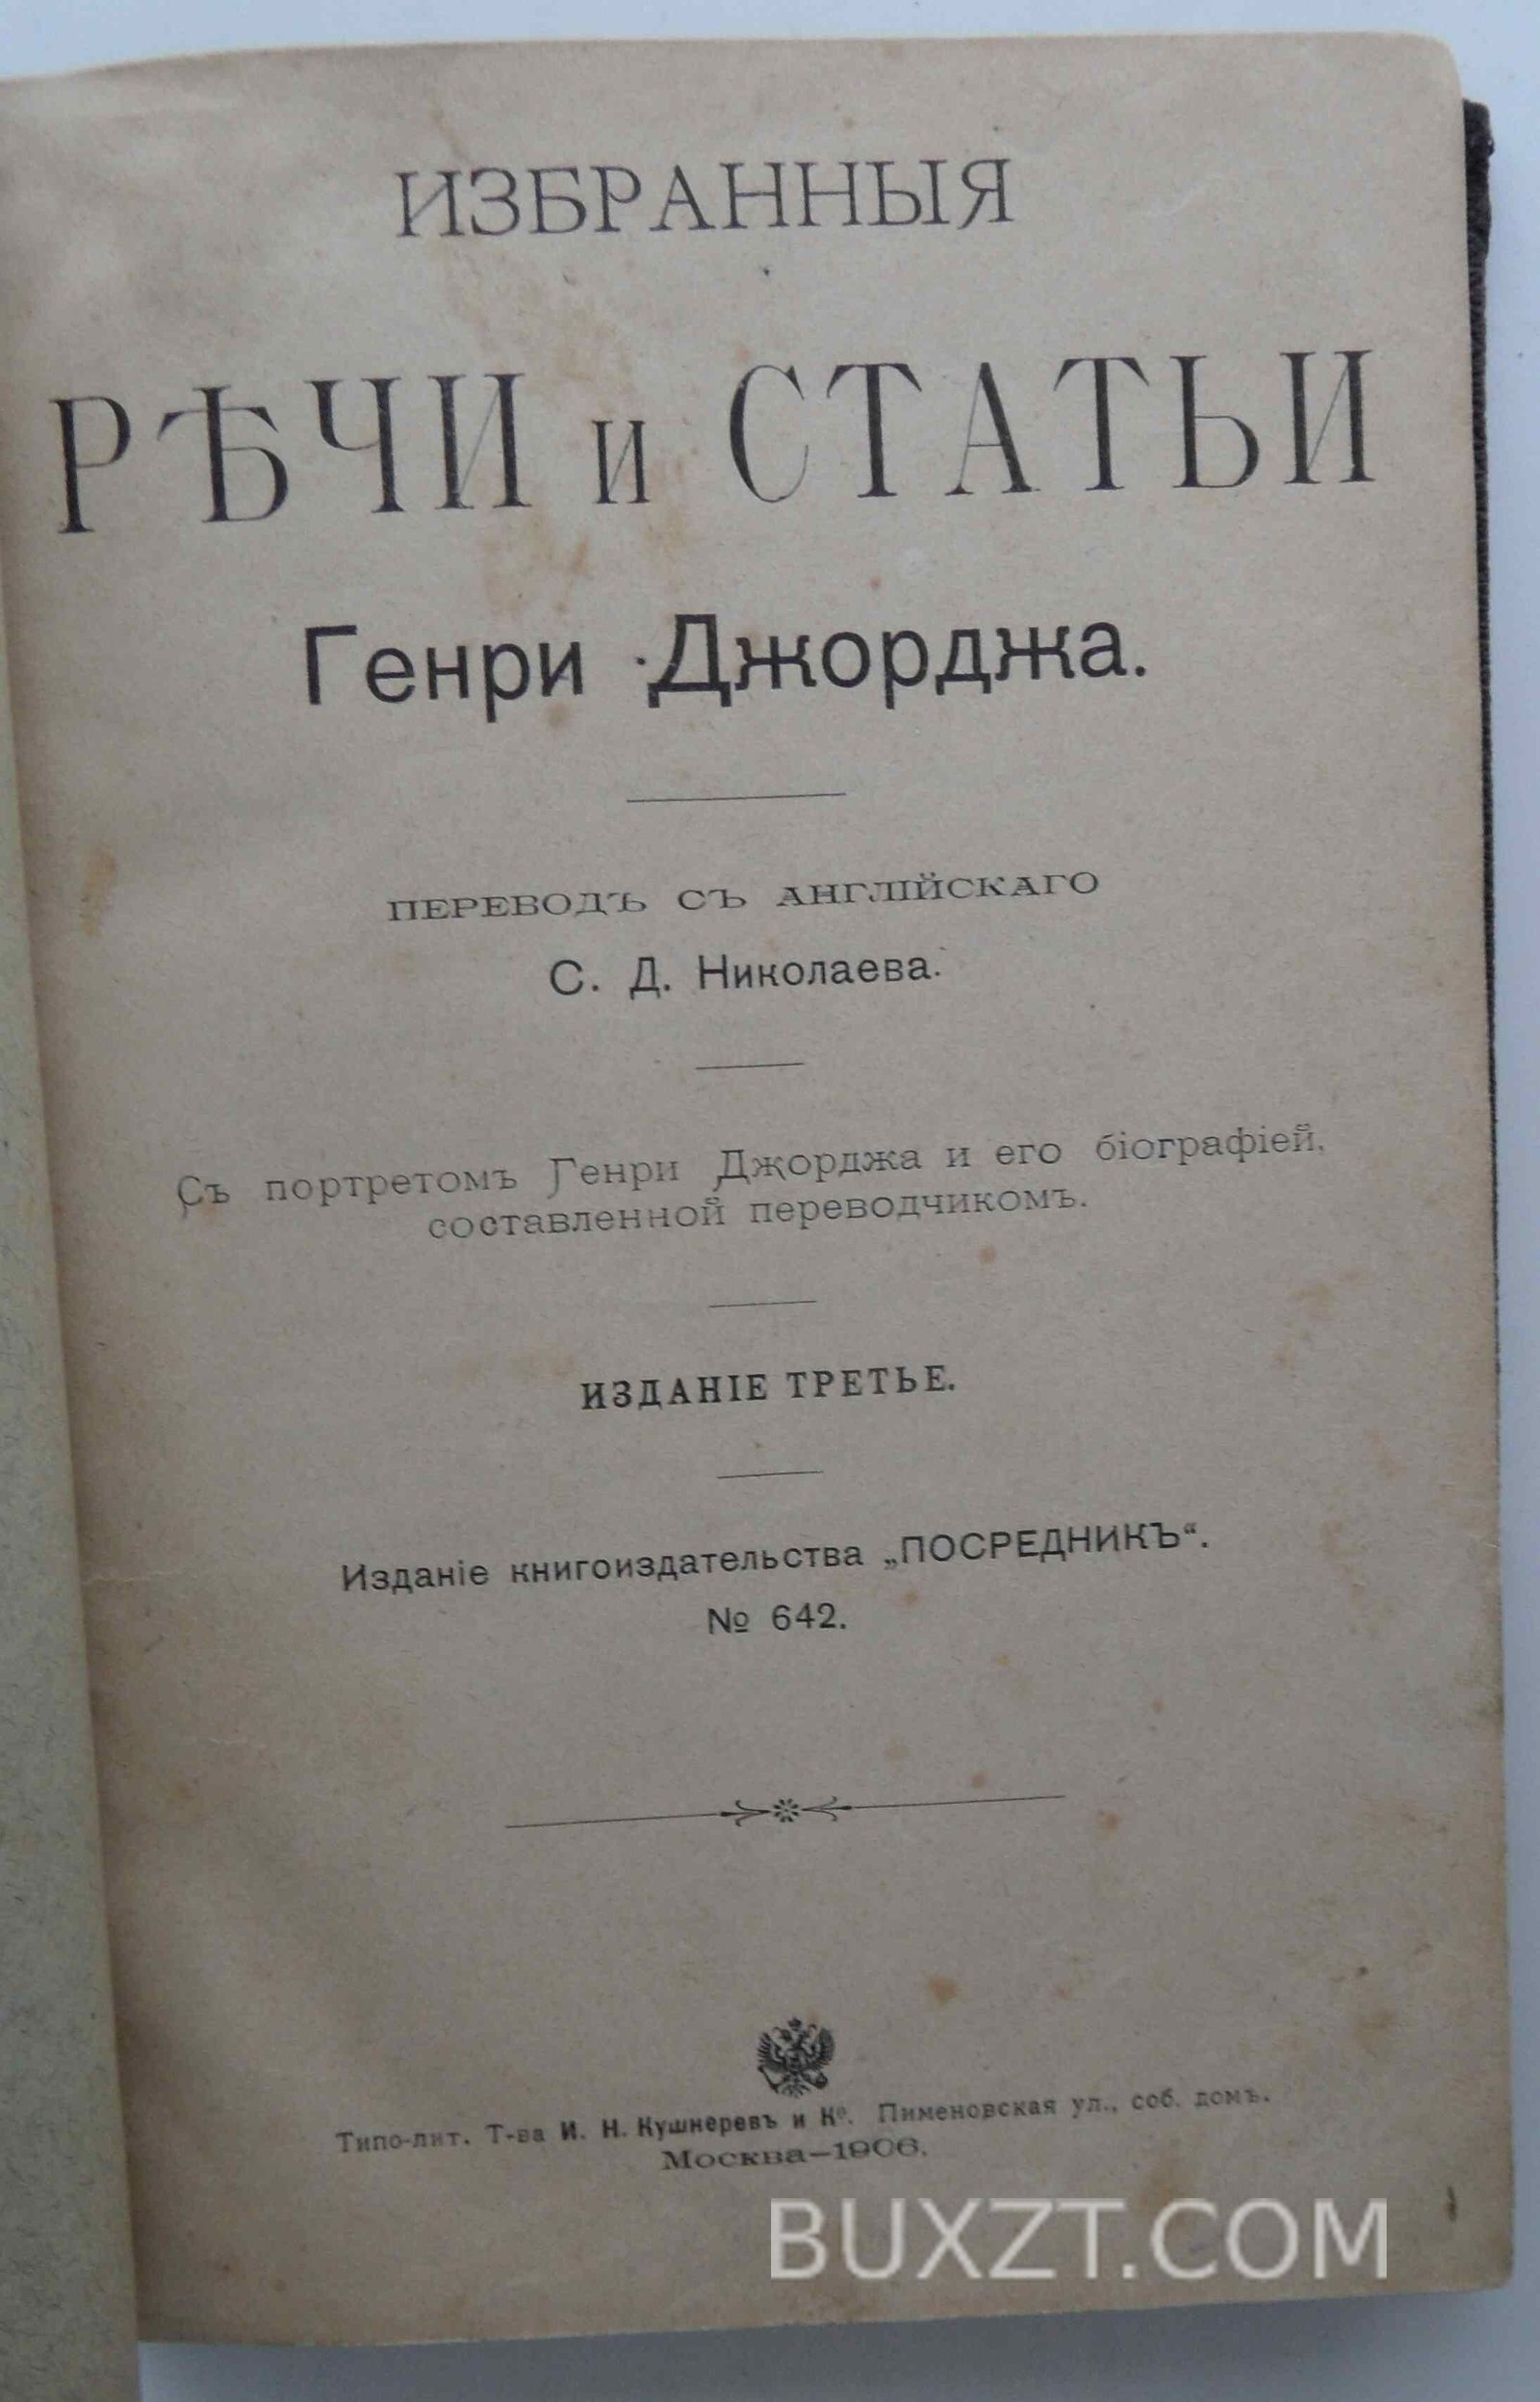 ИЗБРАННЫЯ
РѢЧИ и СТАТЬИ
Генри Джорджа.
ПЕРЕВОДЪ СЪ АНГЛІЙСКАГО
С. Д. Николаева.
Съ портретомъ Генри Джорджа и его біографіей,
составленной переводчикомъ.
ИЗДАНІЕ ТРЕТЬЕ.
Изданіе книгоиздательства „ПОСРЕДНИКЪ“.
№ 642.
Типо-лит. Т-ва И. Н. Кушнеревъ и Кº. Пименовская ул., соб. домъ.
Москва—1906.
BUXZT.COM